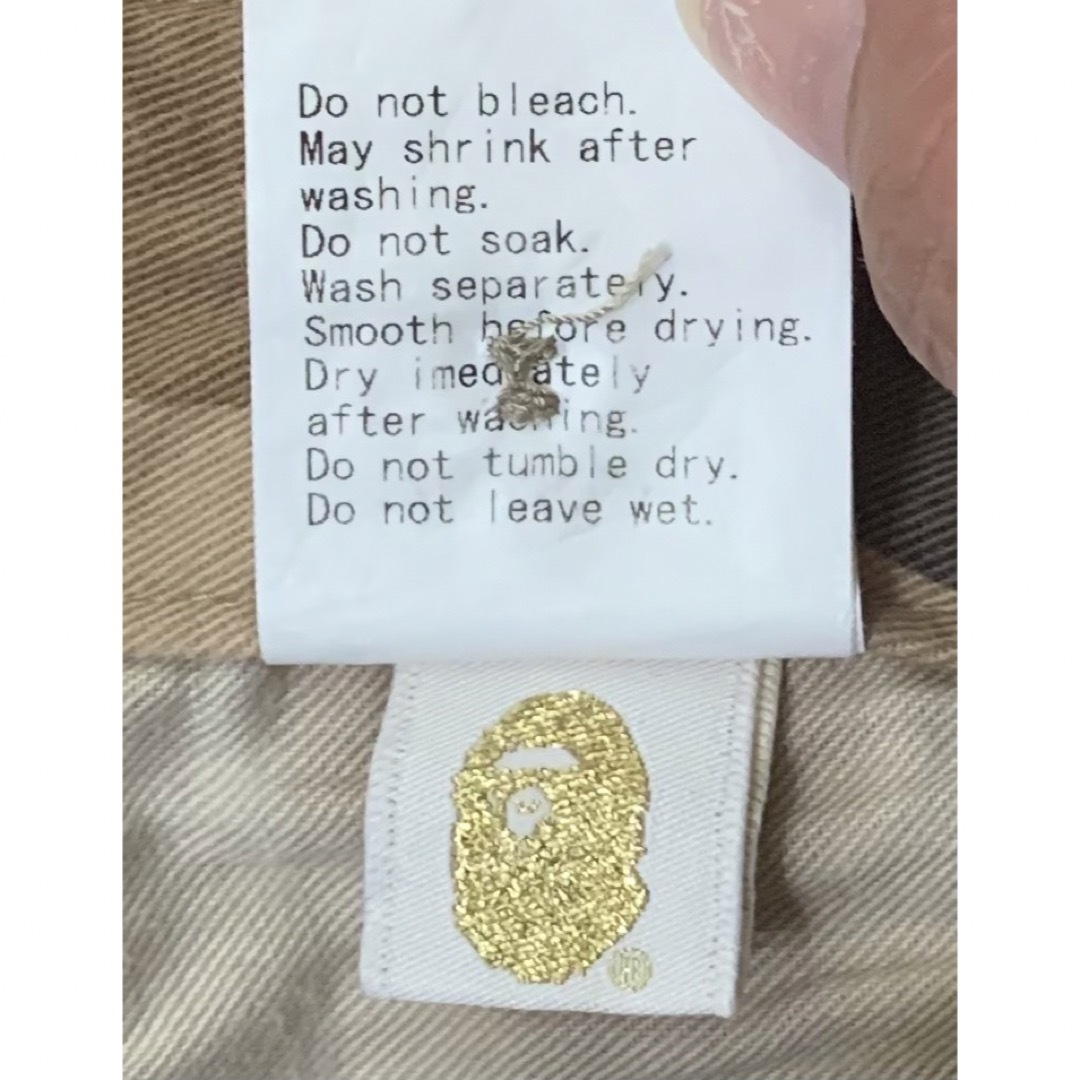 Do not bleach.
May shrink after
washing.
Do not soak.
Wash separately.
Smooth before drying.
Dry imediately
after washing.
Do not tumble dry.
Do not leave wet.